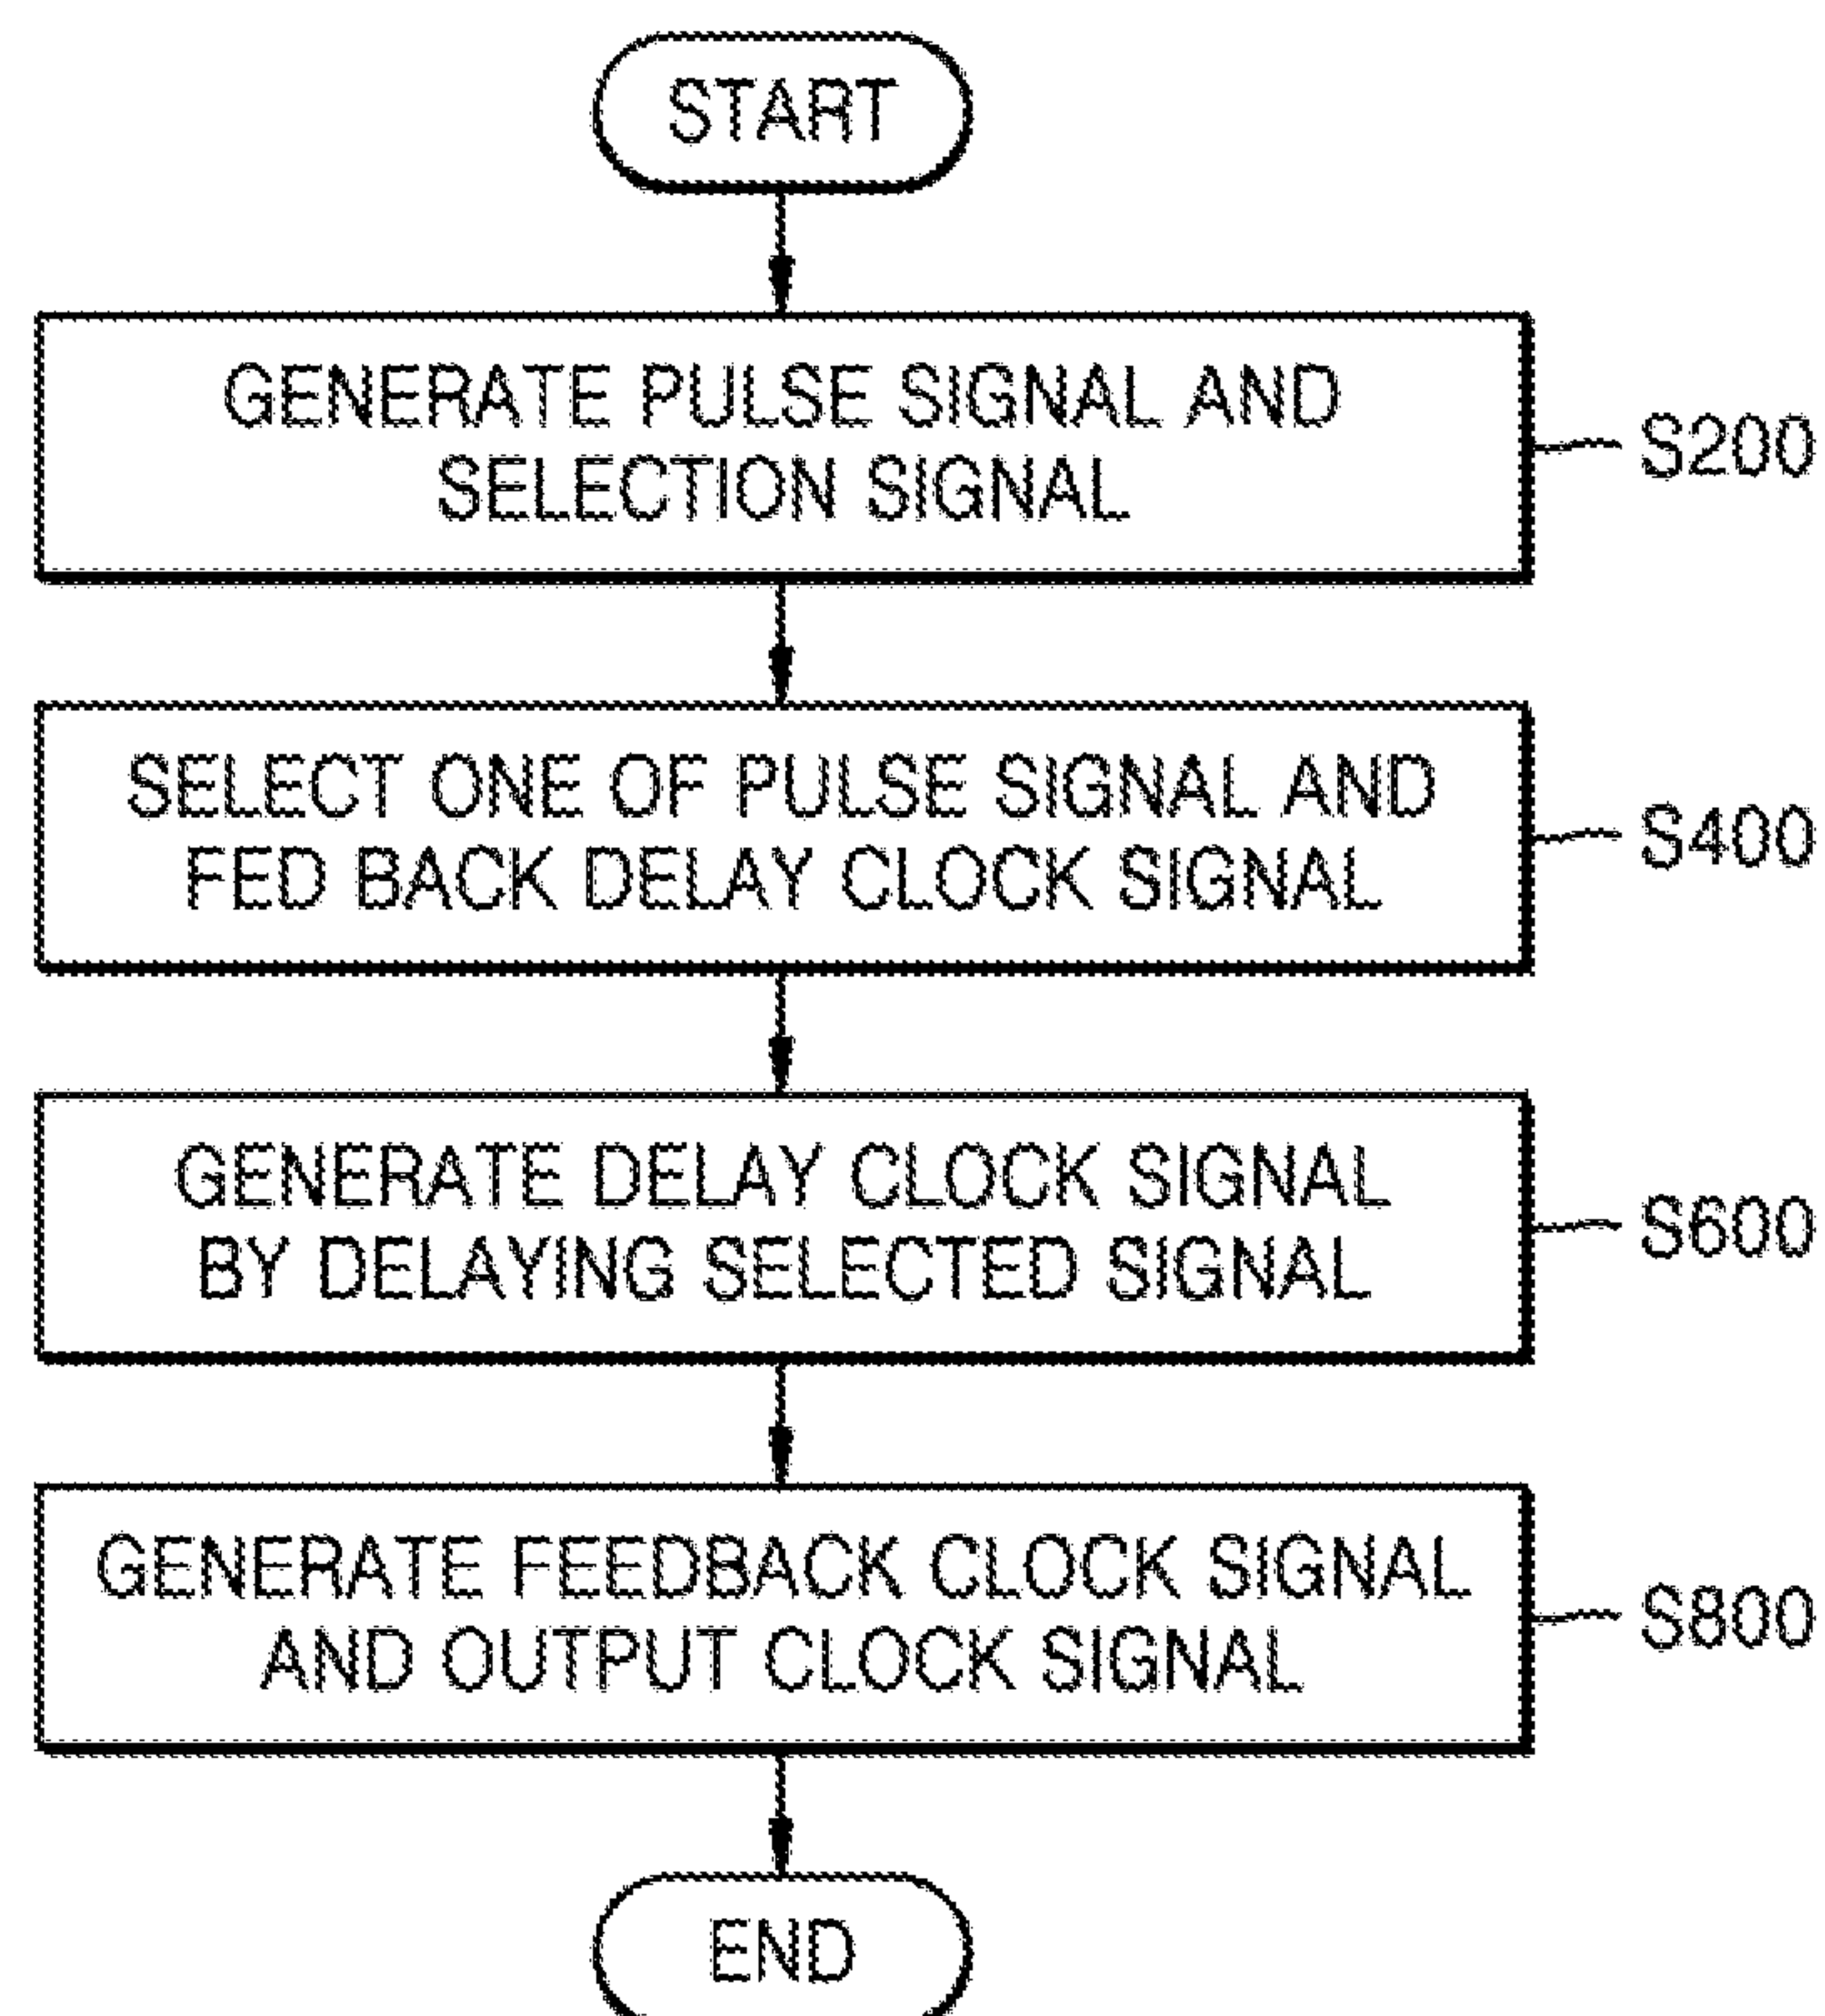 START
GENERATE PULSE SIGNAL AND
SELECTION SIGNAL
S200
SELECT ONE OF PULSE SIGNAL AND
FED BACK DELAY CLOCK SIGNAL
S400
GENERATE DELAY CLOCK SIGNAL
BY DELAYING SELECTED SIGNAL
S600
GENERATE FEEDBACK CLOCK SIGNAL
AND OUTPUT CLOCK SIGNAL
S800
END